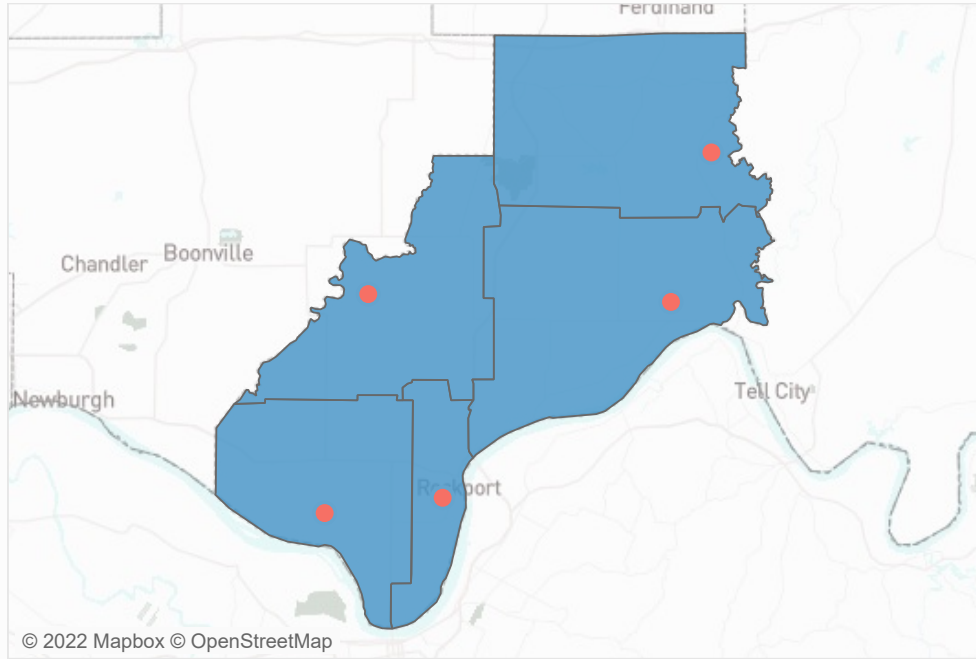 Ferdinand
Boonville
Chandler
Newburgh
Tell City
Rockport
© 2022 Mapbox © OpenStreetMap